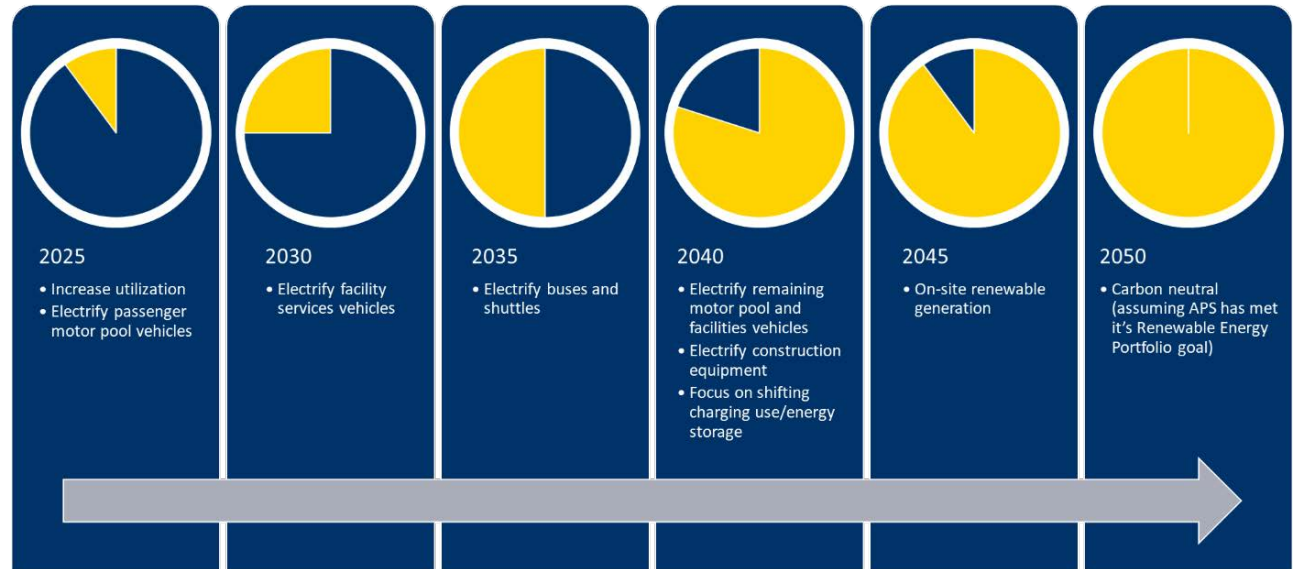 2025
• Increase utilization
• Electrify passenger
motor pool vehicles
2030
• Electrify facility
services vehicles
2035
• Electrify buses and
shuttles
2040
• Electrify remaining
motor pool and
facilities vehicles
• Electrify construction
equipment
• Focus on shifting
charging use/energy
storage
2045
• On-site renewable
generation
2050
• Carbon neutral
(assuming APS has met
it's Renewable Energy
Portfolio goal)